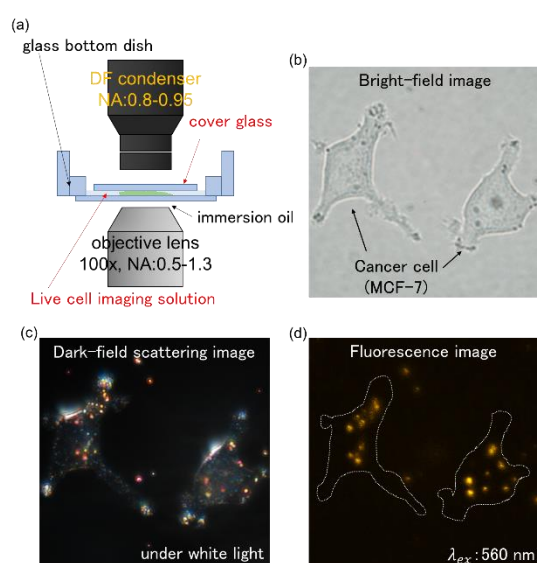 (a)
glass bottom dish
DF condenser
NA:0.8-0.95
cover glass
immersion oil
objective lens
100x, NA:0.5-1.3
Live cell imaging solution
(b)
Bright-field image
Cancer cell
(MCF-7)
(c)
Dark-field scattering image
under white light
(d)
Fluorescence image
λex : 560 nm